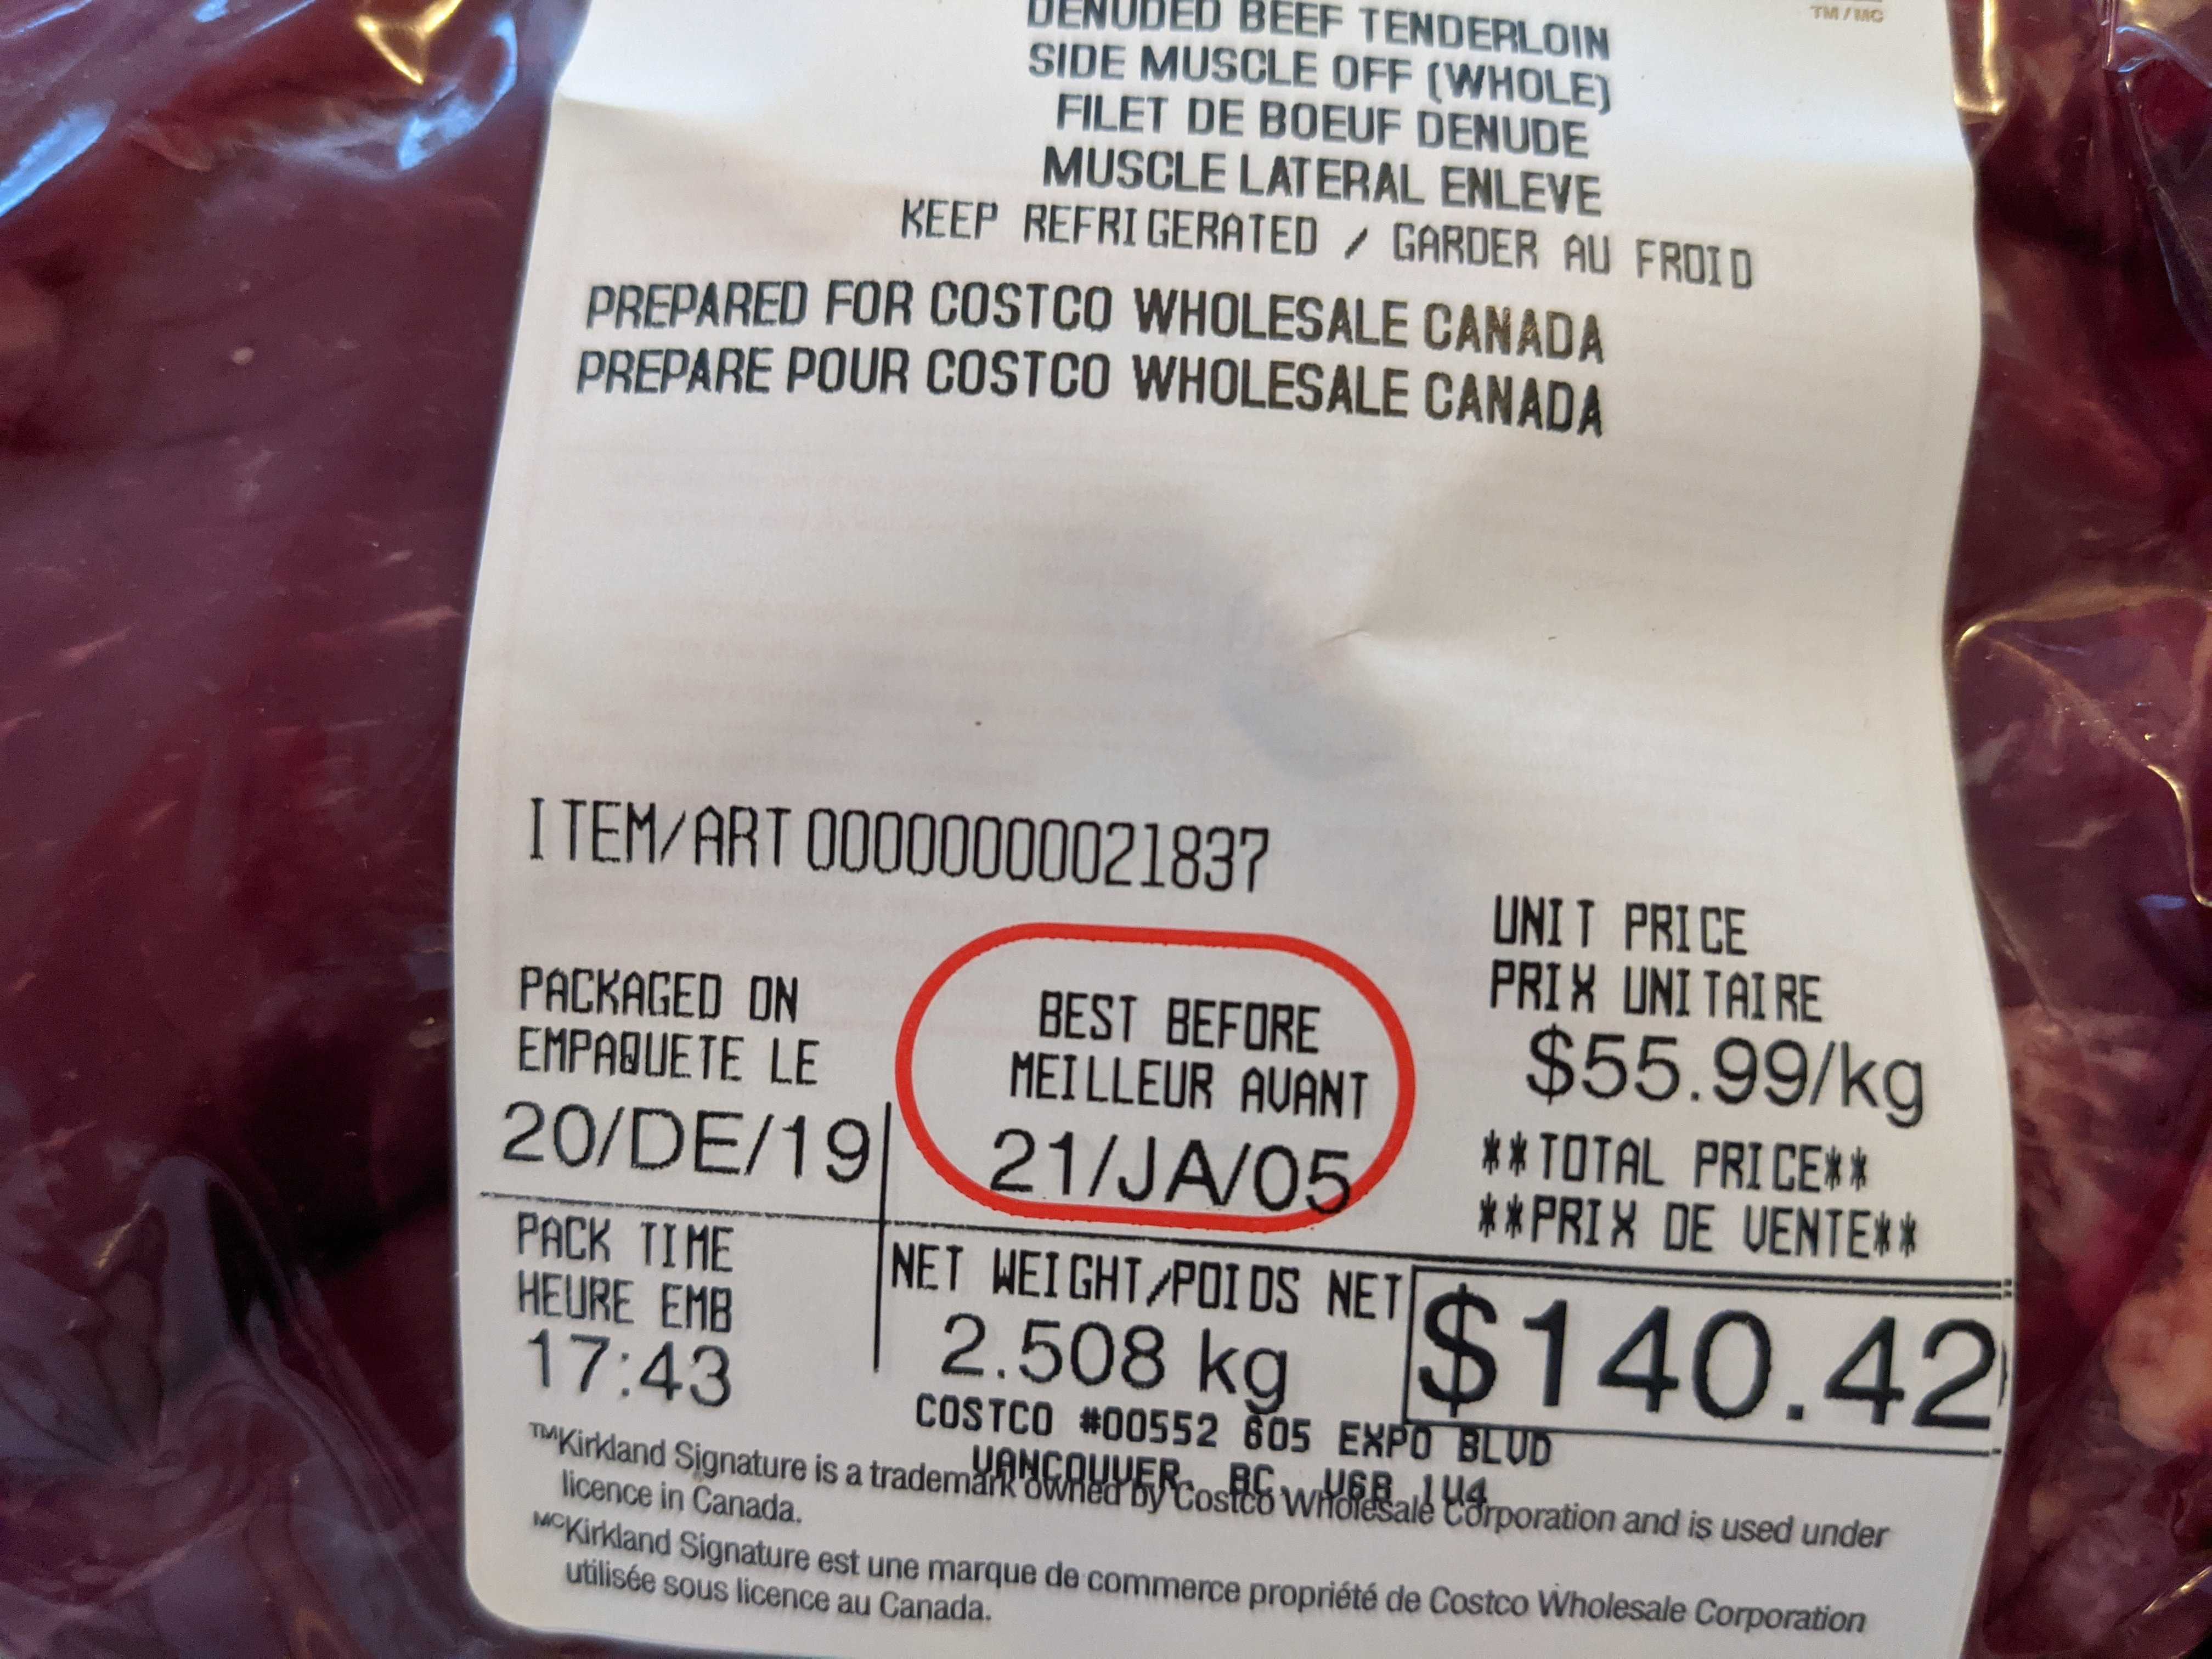 TM/MC
DENUDED BEEF TENDERLOIN
SIDE MUSCLE OFF (WHOLE)
FILET DE BOEUF DENUDE
MUSCLE LATERAL ENLEVE
KEEP REFRIGERATED / GARDER AU FROID
PREPARED FOR COSTCO WHOLESALE CANADA
PREPARE POUR COSTCO WHOLESALE CANADA
ITEM/ART 00000000021837
PACKAGED ON
EMPAQUETE LE
20/DE/19
BEST BEFORE
MEILLEUR AVANT
21/JA/05
UNIT PRICE
PRIX UNITAIRE
$55.99/kg
**TOTAL PRICE**
**PRIX DE VENTE**
$140.42
PACK TIME
HEURE EMB
17:43
NET WEIGHT/POIDS NET
2.508 kg
COSTCO #00552 605 EXPO BLVD
VANCOUVER, BC, V6B 1V4
™Kirkland Signature is a trademark owned by Costco Wholesale Corporation and is used under
licence in Canada.
MCKirkland Signature est une marque de commerce propriété de Costco Wholesale Corporation
utilisée sous licence au Canada.